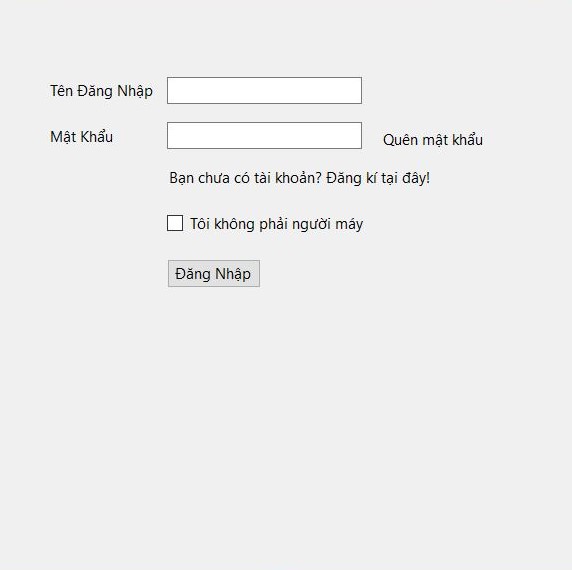 Tên Đăng Nhập
Mật Khẩu
Quên mật khẩu
Bạn chưa có tài khoản? Đăng kí tại đây!
Tôi không phải người máy
Đăng Nhập